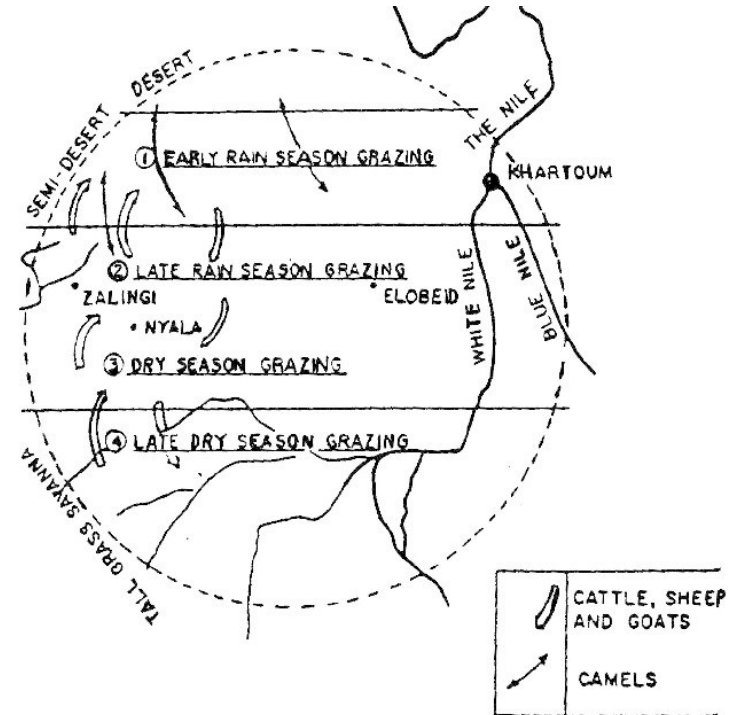 DESERT
SEMI-DESERT
THE NILE
① EARLY RAIN SEASON GRAZING
KHARTOUM
② LATE RAIN SEASON GRAZING
ZALINGI
ELOBEID
WHITE NILE
BLUE NILE
NYALA
③ DRY SEASON GRAZING
④ LATE DRY SEASON GRAZING
TALL GRASS SAVANNA
CATTLE, SHEEP
AND GOATS
CAMELS